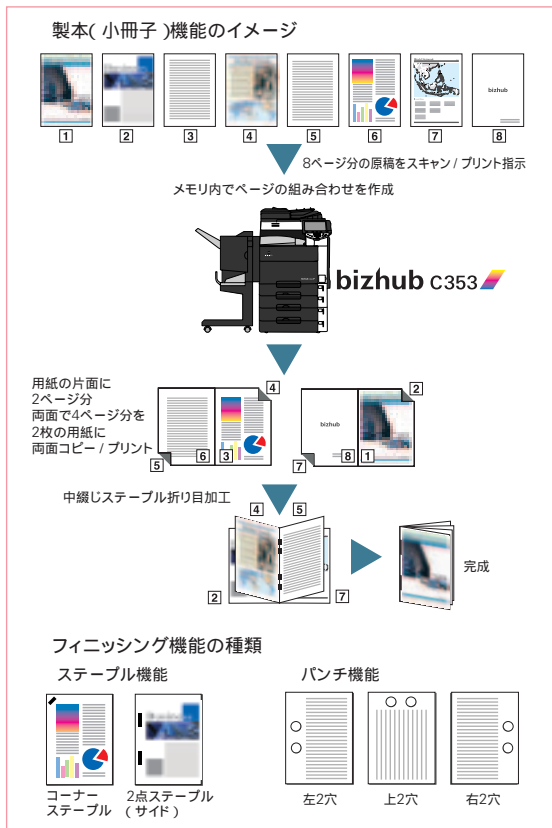 製本( 小冊子 )機能のイメージ
bizhub
1
2
3
4
5
6
7
8
8ページ分の原稿をスキャン / プリント指示
メモリ内でページの組み合わせを作成
bizhub C353
用紙の片面に
2ページ分
両面で4ページ分を
2枚の用紙に
両面コピー / プリント
4
6
3
5
2
bizhub
8
1
7
中綴じステープル折り目加工
4
5
2
7
完成
フィニッシング機能の種類
ステープル機能
パンチ機能
コーナー
ステープル
2点ステープル
( サイド )
左2穴
上2穴
右2穴